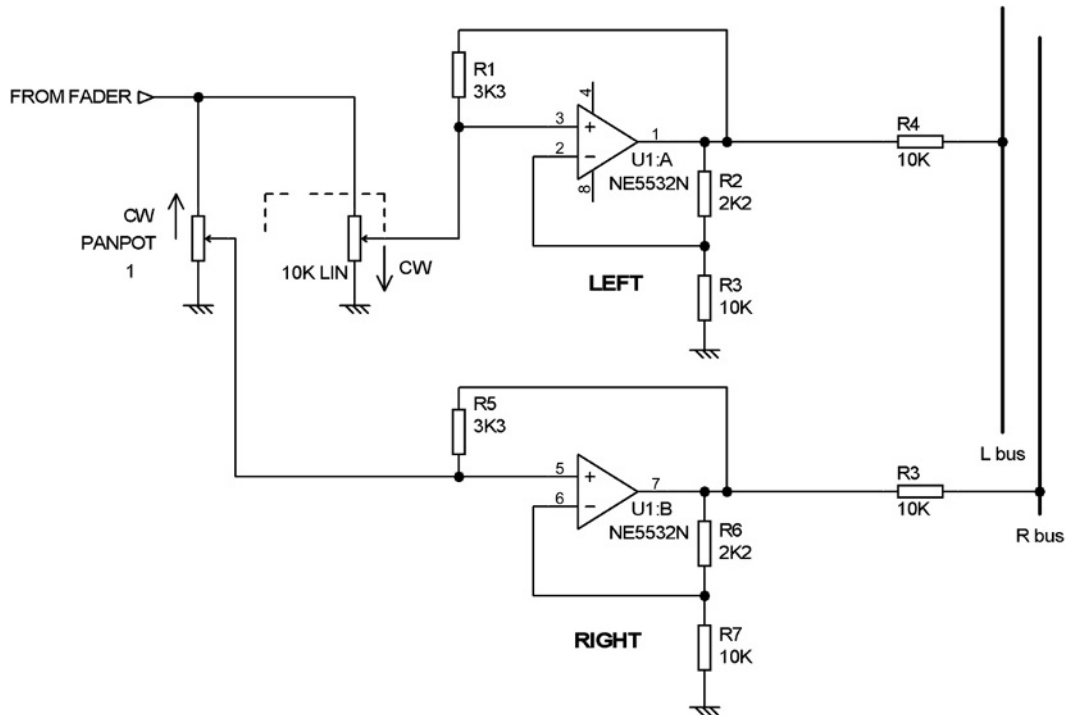 FROM FADER
R1
3K3
4
3
+
1
2
−
8
U1:A
NE5532N
R4
10K
R2
2K2
CW
PANPOT
1
10K LIN
CW
LEFT
R3
10K
R5
3K3
L bus
5
+
7
6
−
U1:B
NE5532N
R3
10K
R bus
R6
2K2
RIGHT
R7
10K